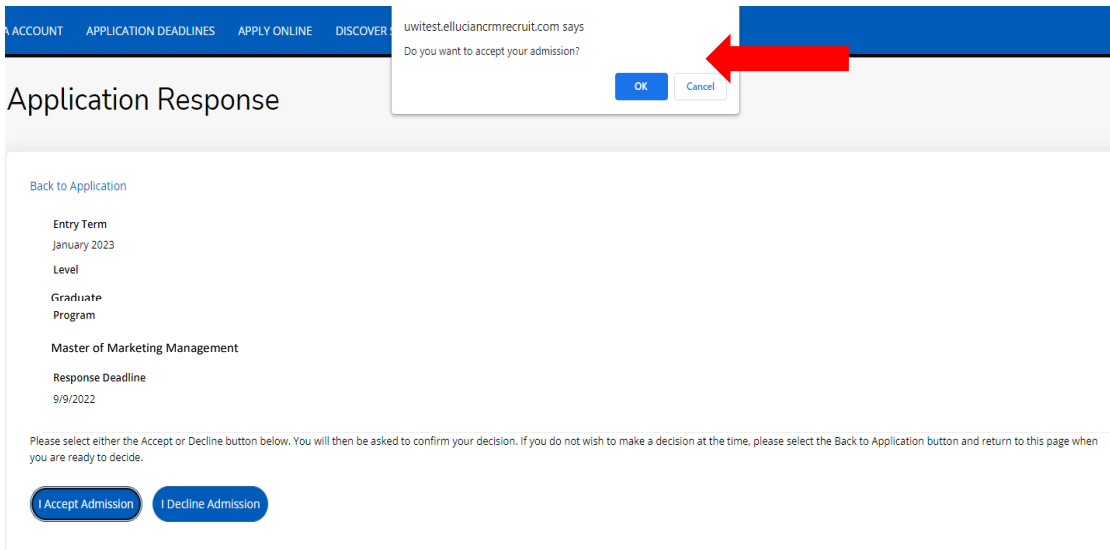 A ACCOUNT APPLICATION DEADLINES APPLY ONLINE DISCOVER
uwitest.elluciancrmrecruit.com says
Do you want to accept your admission?
OK Cancel
Application Response
Back to Application
Entry Term
January 2023
Level
Graduate
Program
Master of Marketing Management
Response Deadline
9/9/2022
Please select either the Accept or Decline button below. You will then be asked to confirm your decision. If you do not wish to make a decision at the time, please select the Back to Application button and return to this page when
you are ready to decide.
I Accept Admission I Decline Admission